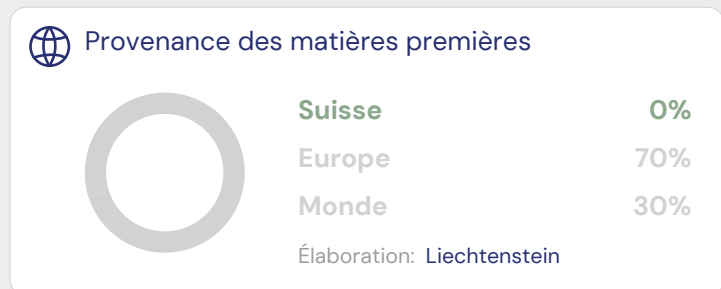 Provenance des matières premières
Suisse 0%
Europe 70%
Monde 30%
Élaboration: Liechtenstein